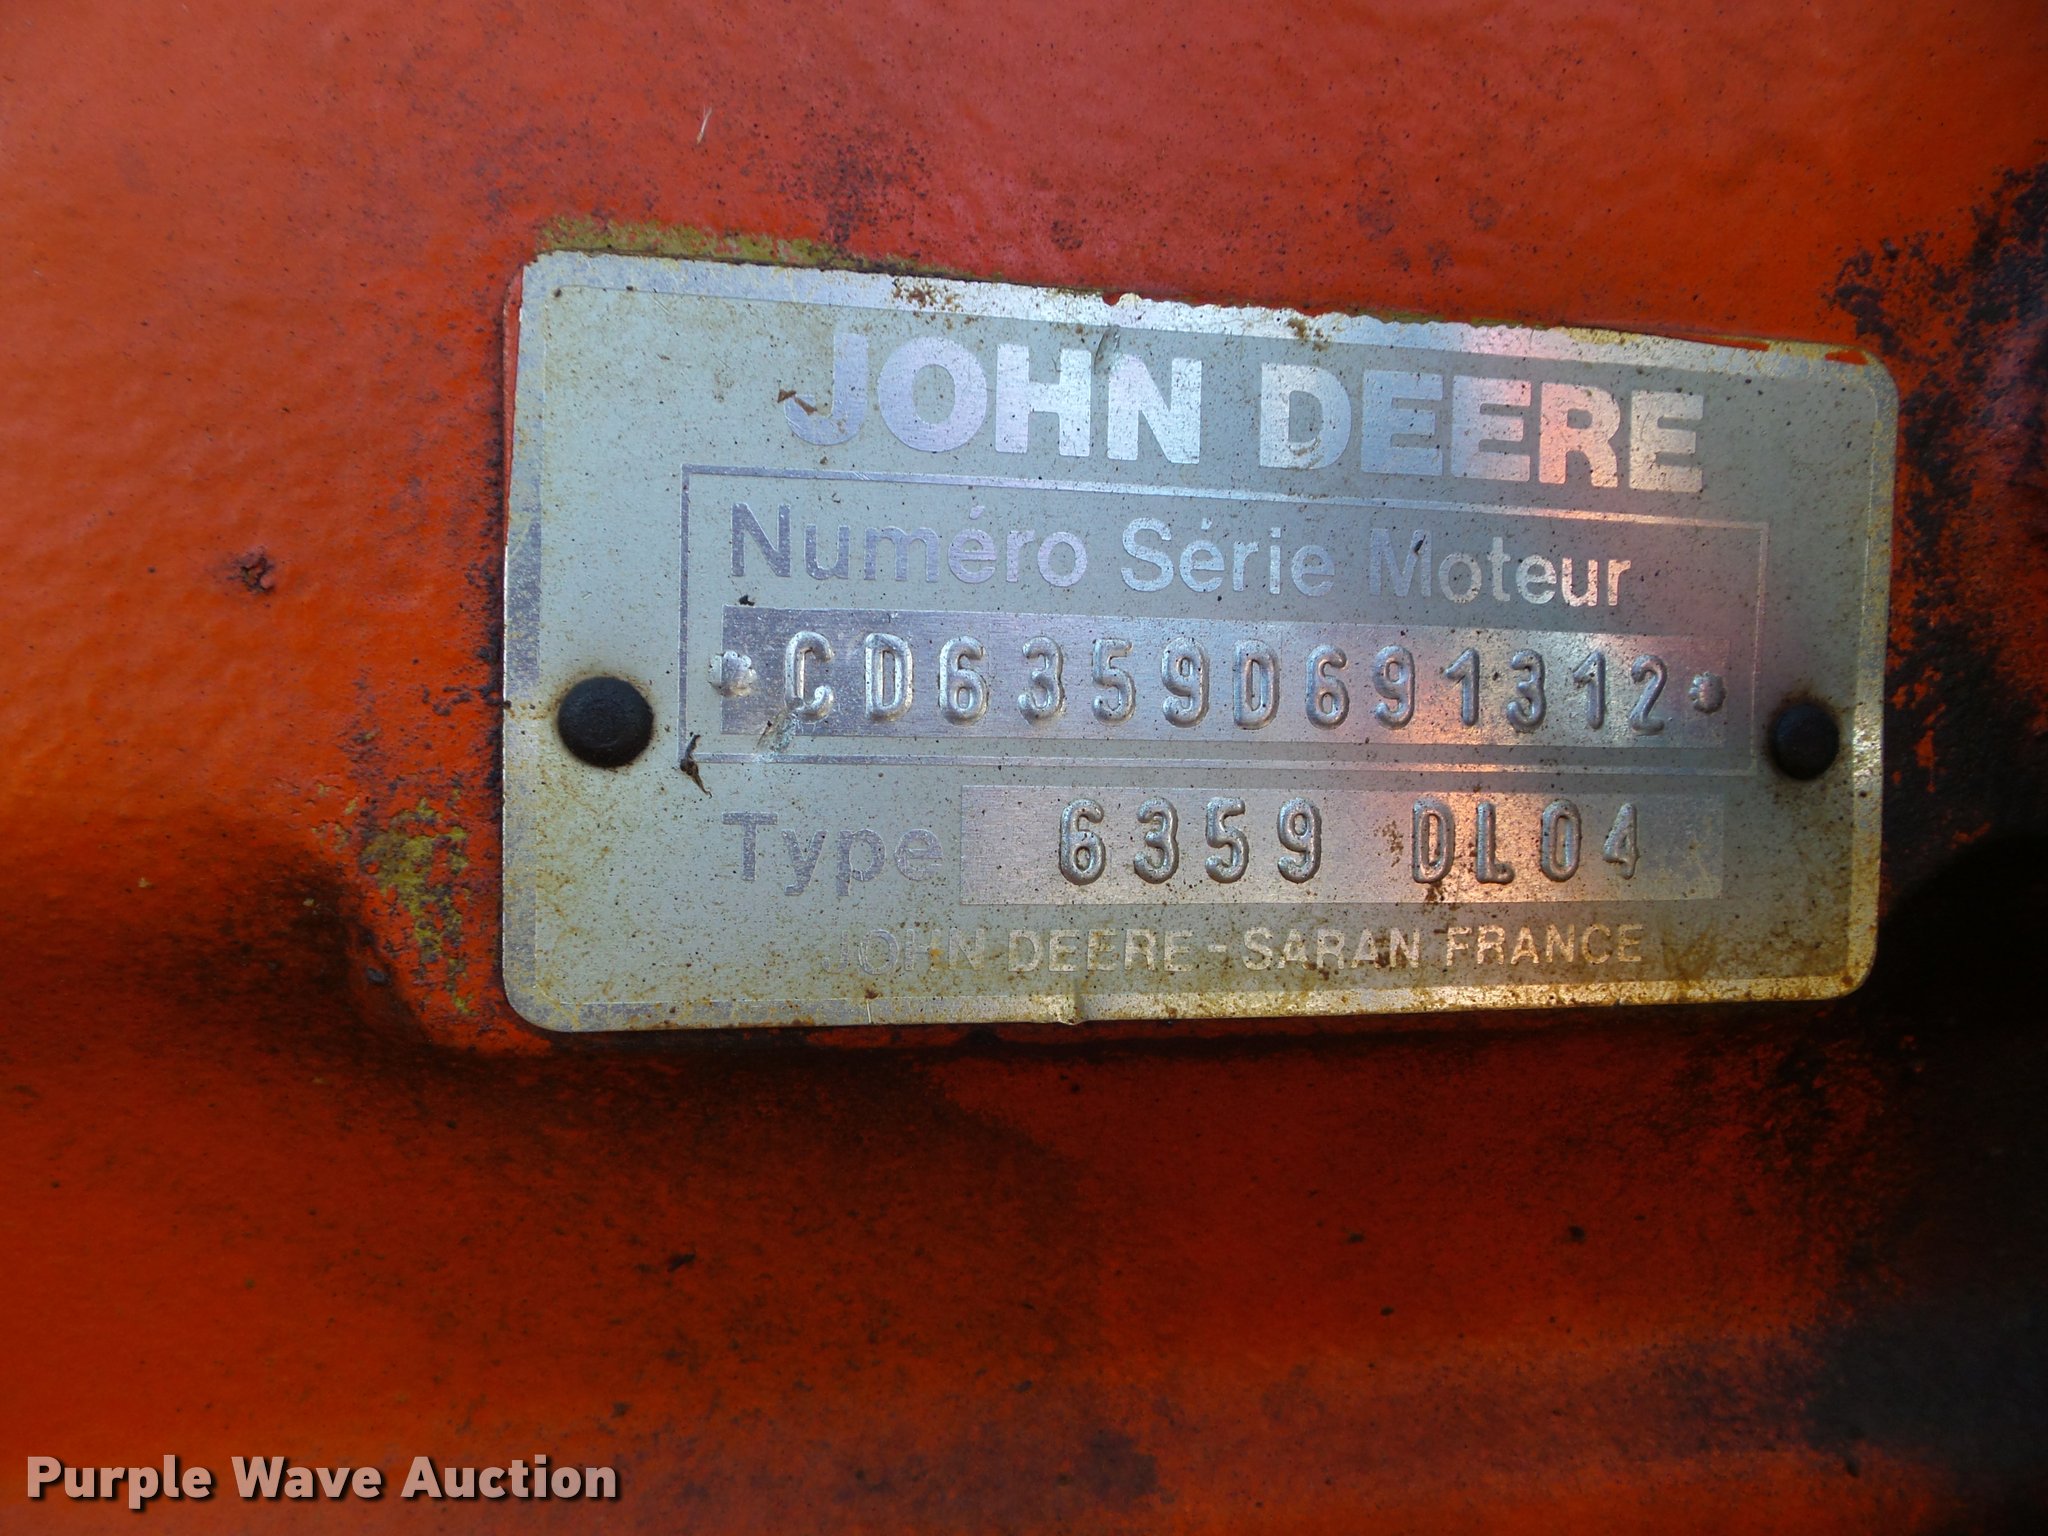 JOHN DEERE
Numéro Série Moteur
*CD6359D691312*
Type 6359 DL04
JOHN DEERE - SARAN FRANCE
Purple Wave Auction